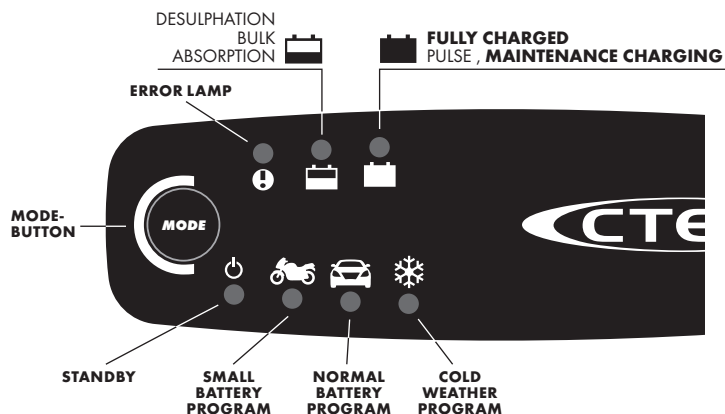 DESULPHATION
BULK
ABSORPTION
FULLY CHARGED
PULSE , MAINTENANCE CHARGING
ERROR LAMP
MODE-
BUTTON
MODE
CTE
STANDBY
SMALL
BATTERY
PROGRAM
NORMAL
BATTERY
PROGRAM
COLD
WEATHER
PROGRAM